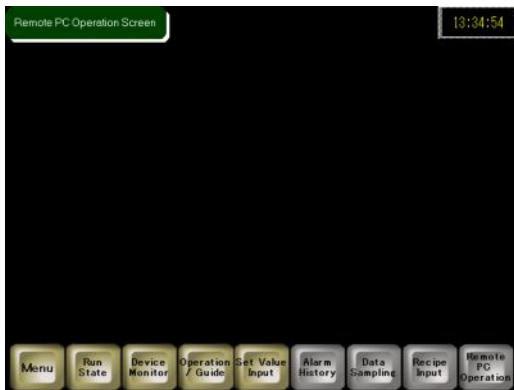 Remote PC Operation Screen
13:34:54
Menu
Run
State
Device
Monitor
Operation
/ Guide
Set Value
Input
Alarm
History
Data
Sampling
Recipe
Input
Remote
PC
Operation